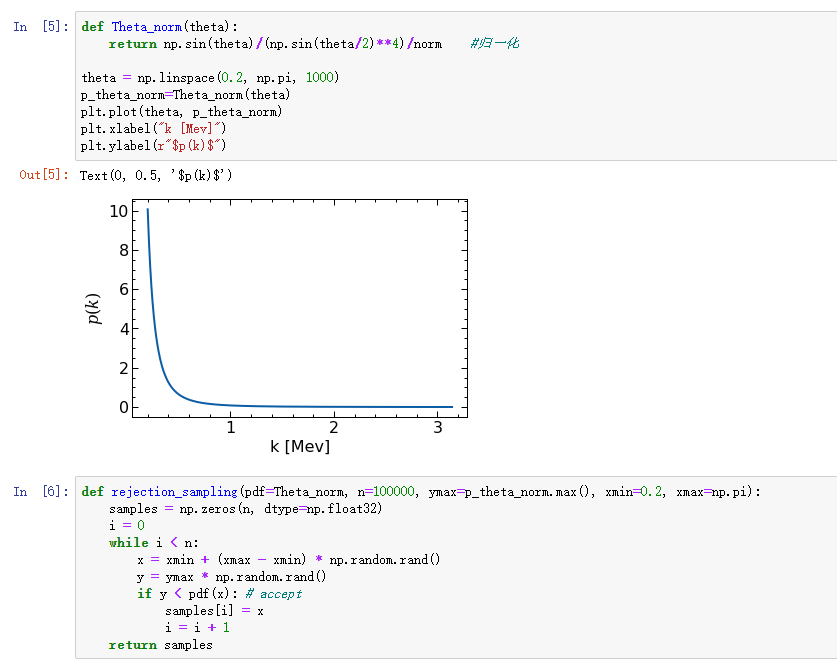 In [5]: def Theta_norm(theta):
return np.sin(theta)/(np.sin(theta/2)**4)/norm #归一化
theta = np.linspace(0.2, np.pi, 1000)
p_theta_norm=Theta_norm(theta)
plt.plot(theta, p_theta_norm)
plt.xlabel("k [Mev]")
plt.ylabel(r"$p(k)$")
Out[5]: Text(0, 0.5, '$p(k)$')
10
8
6
4
2
0
p(k)
1 2 3
k [Mev]
In [6]: def rejection_sampling(pdf=Theta_norm, n=100000, ymax=p_theta_norm.max(), xmin=0.2, xmax=np.pi):
samples = np.zeros(n, dtype=np.float32)
i = 0
while i < n:
x = xmin + (xmax - xmin) * np.random.rand()
y = ymax * np.random.rand()
if y < pdf(x): # accept
samples[i] = x
i = i + 1
return samples